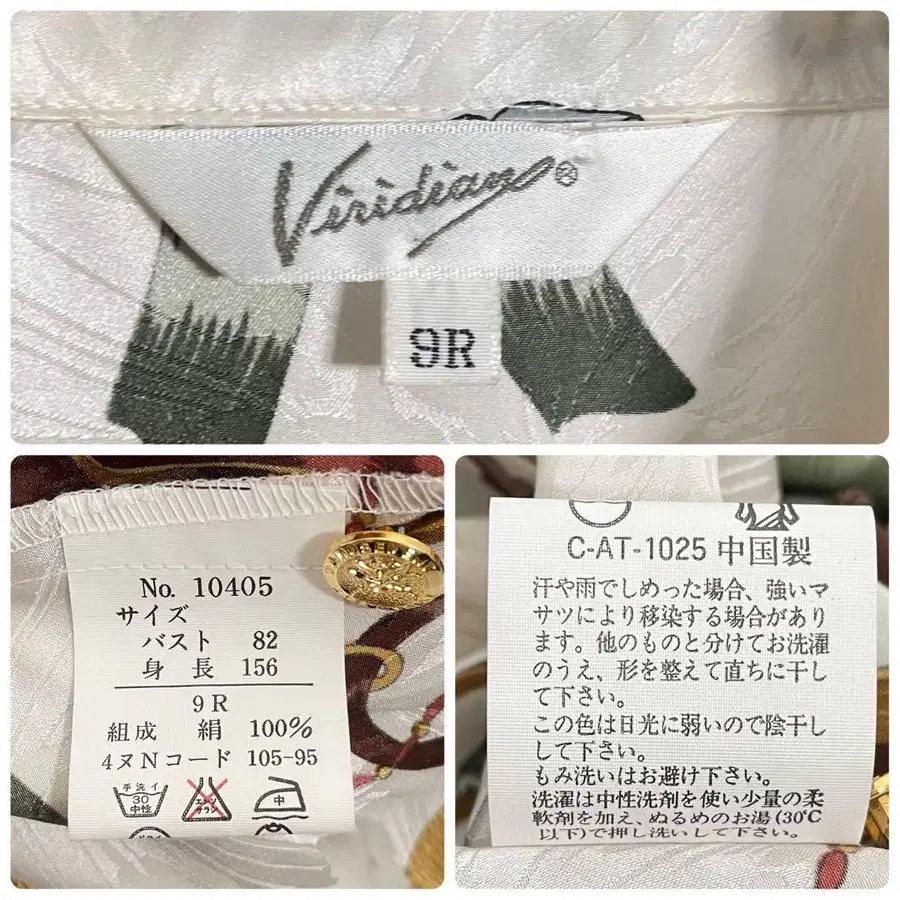 Viridian
®
9R
No. 10405
サイズ
バスト 82
身長 156
9R
組成 絹 100%
4ヌNコード 105-95
手洗イ
30
中性
エンソ
サラシ
中
C-AT-1025 中国製
汗や雨でしめった場合、強いマ
サツにより移染する場合があり
ます。他のものと分けてお洗濯
のうえ、形を整えて直ちに干し
て下さい。
この色は日光に弱いので陰干し
して下さい。
もみ洗いはお避け下さい。
洗濯は中性洗剤を使い少量の柔
軟剤を加え、ぬるめのお湯(30℃
以下)で押し洗いして下さい。